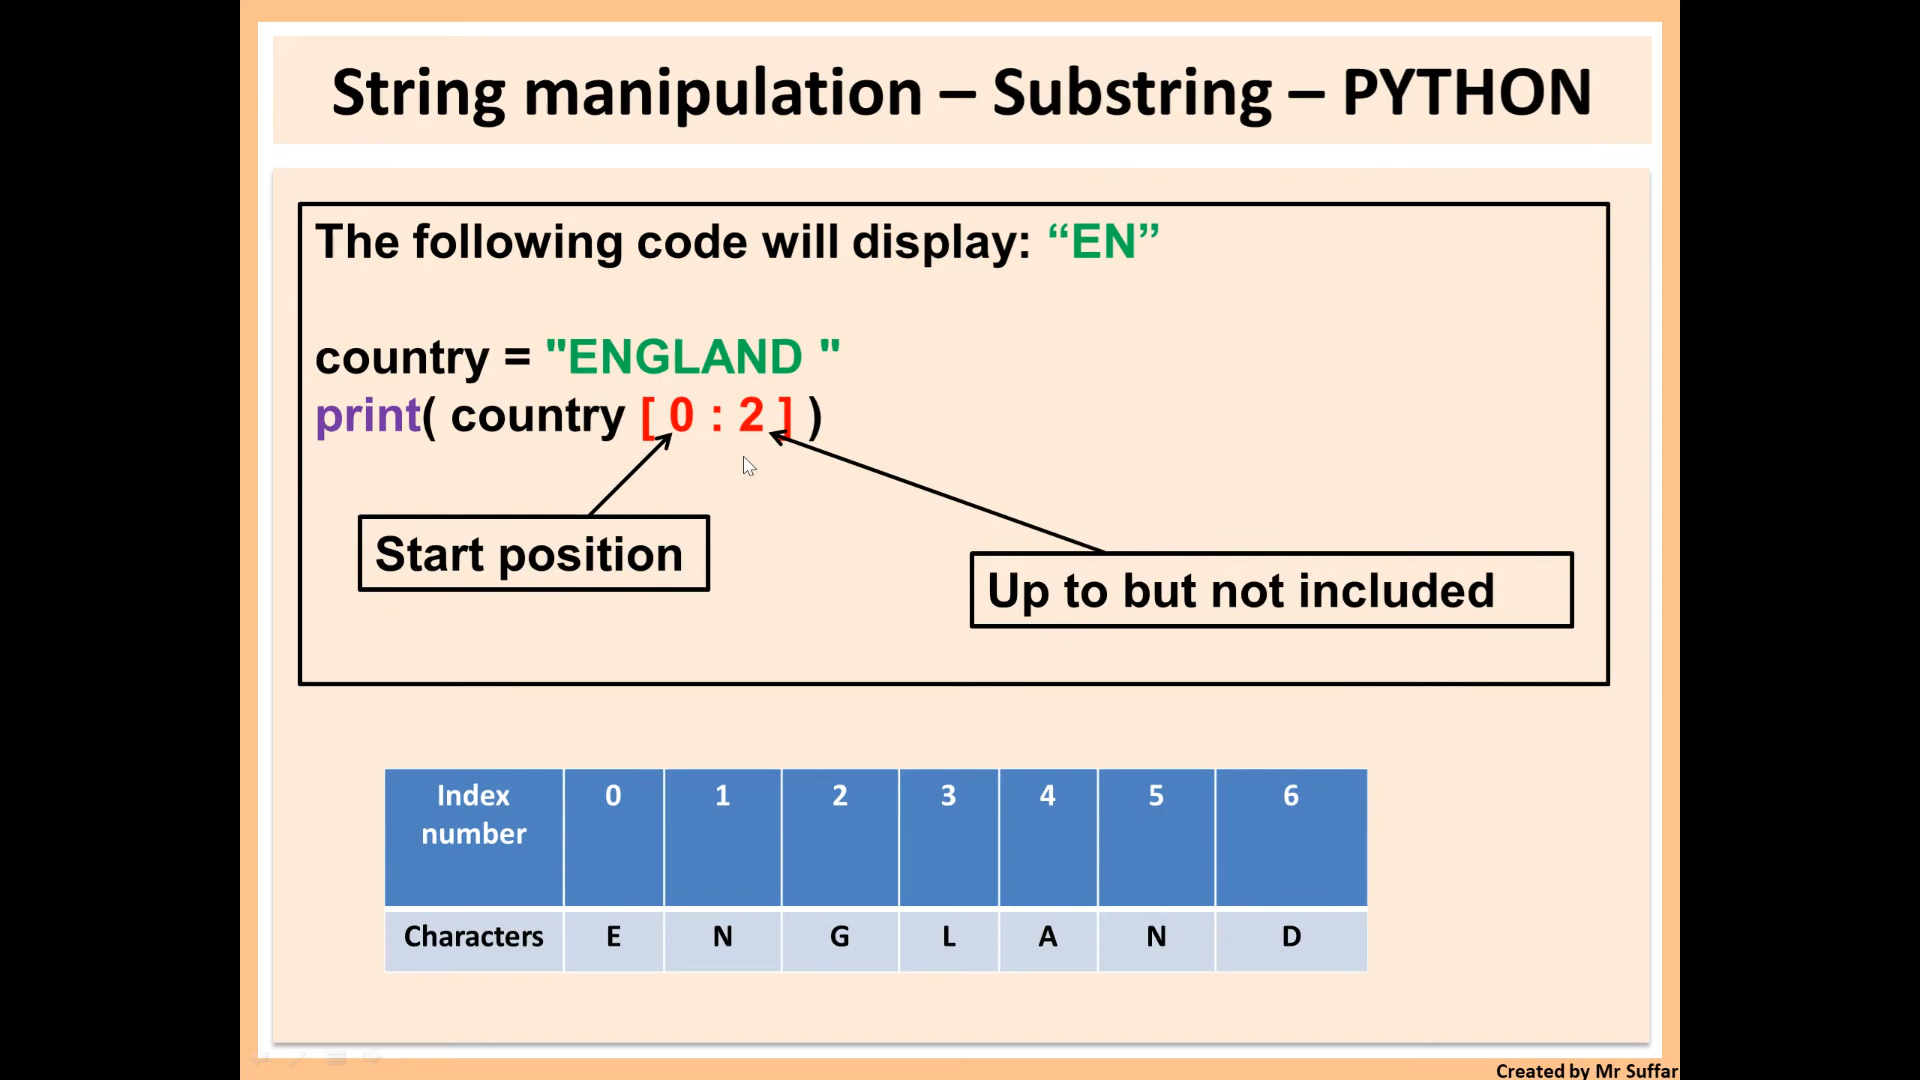 String manipulation – Substring – PYTHON
The following code will display: “EN”
country = "ENGLAND "
print( country [ 0 : 2 ] )
Start position
Up to but not included
Index number 0 1 2 3 4 5 6
Characters E N G L A N D
Created by Mr Suffar